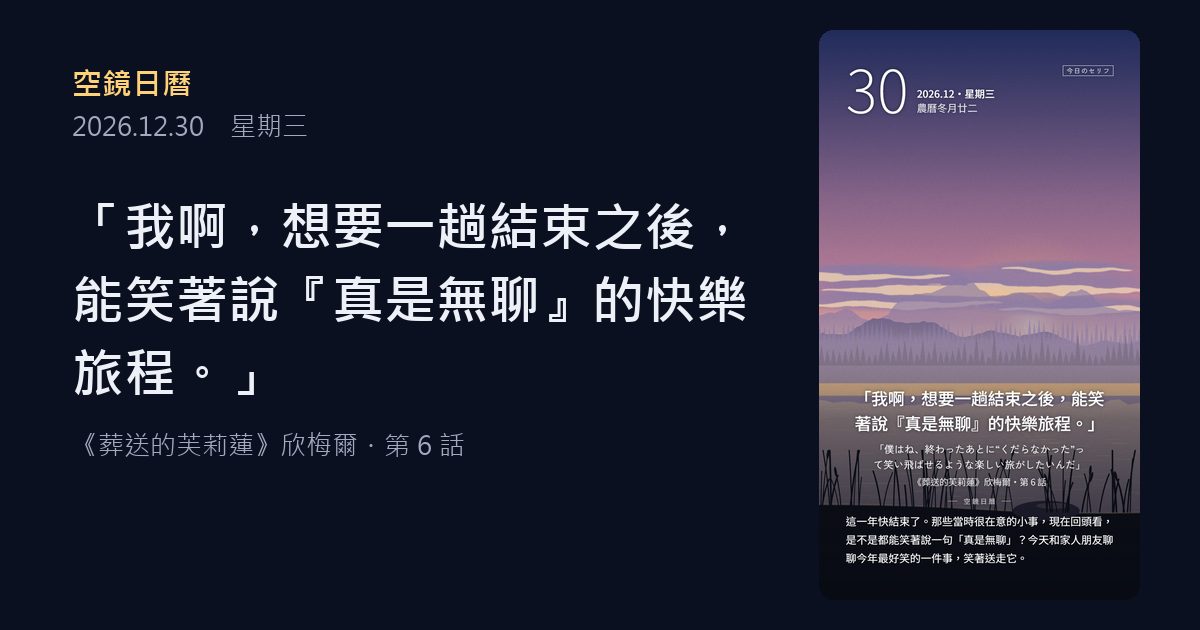 空鏡日曆
2026.12.30 星期三
「我啊，想要一趟結束之後，
能笑著說『真是無聊』的快樂
旅程。」
《葬送的芙莉蓮》欣梅爾・第 6 話
30
2026.12・星期三
農曆冬月廿二
今日のセリフ
「我啊，想要一趟結束之後，能笑
著說『真是無聊』的快樂旅程。」
「僕はね、終わったあとに“くだらなかった”っ
て笑い飛ばせるような楽しい旅がしたいんだ」
《葬送的芙莉蓮》欣梅爾・第 6 話
— 空鏡日曆 —
這一年快結束了。那些當時很在意的小事，現在回頭看，
是不是都能笑著說一句「真是無聊」？今天和家人朋友聊
聊今年最好笑的一件事，笑著送走它。